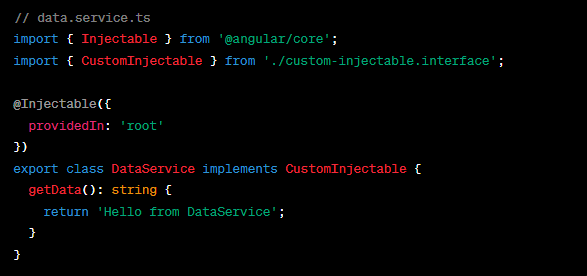 // data.service.ts
import { Injectable } from '@angular/core';
import { CustomInjectable } from './custom-injectable.interface';

@Injectable({
  providedIn: 'root'
})
export class DataService implements CustomInjectable {
  getData(): string {
    return 'Hello from DataService';
  }
}